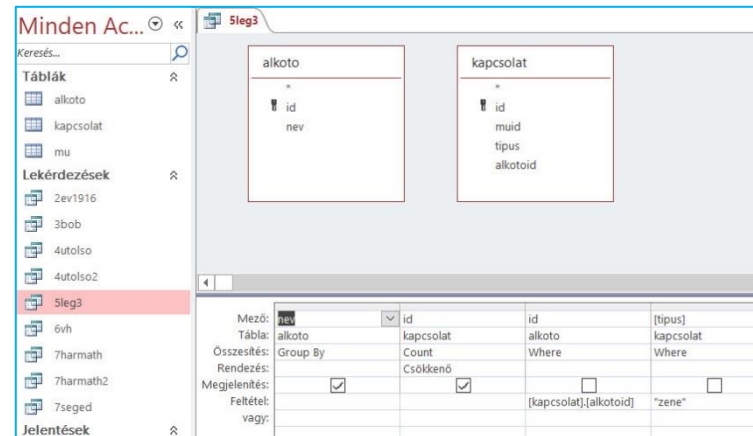 Minden Ac... «
Keresés...
Táblák
alkoto
kapcsolat
mu
Lekérdezések
2ev1916
3bob
4utolso
4utolso2
5leg3
6vh
7harmath
7harmath2
7seged
Jelentések
5leg3
alkoto
*
id
nev
kapcsolat
*
id
muid
tipus
alkotoid
Mező: nev id id [tipus]
Tábla: alkoto kapcsolat alkoto kapcsolat
Összesítés: Group By Count Where Where
Rendezés: Csökkenő
Megjelenítés:
Feltétel: [kapcsolat].[alkotoid] "zene"
vagy: